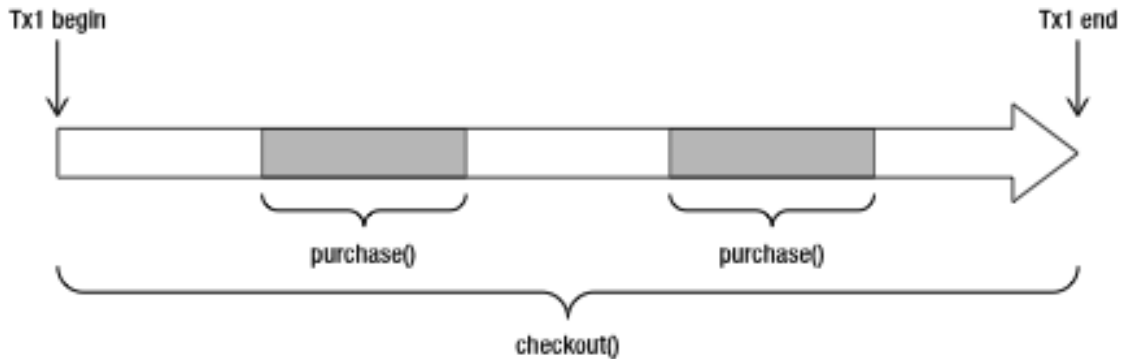 Tx1 begin
Tx1 end
purchase()
purchase()
checkout()